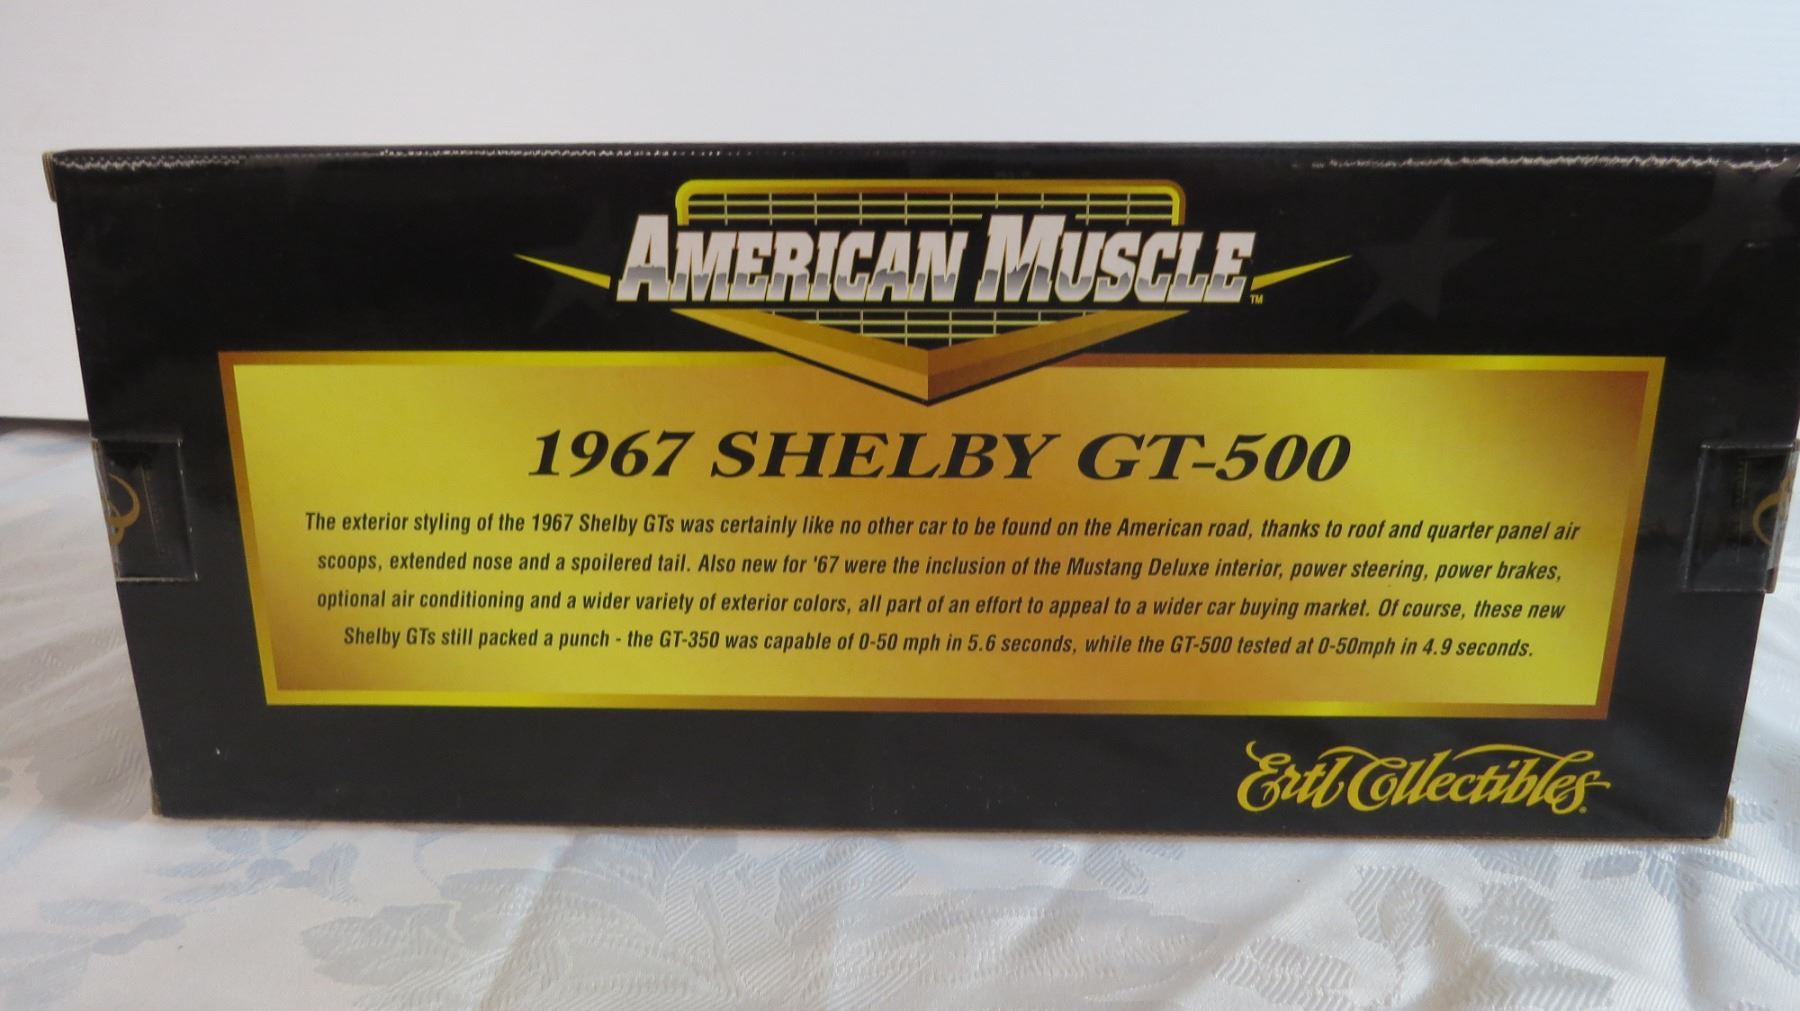 AMERICAN MUSCLE™
1967 SHELBY GT-500
The exterior styling of the 1967 Shelby GTs was certainly like no other car to be found on the American road, thanks to roof and quarter panel air
scoops, extended nose and a spoilered tail. Also new for '67 were the inclusion of the Mustang Deluxe interior, power steering, power brakes,
optional air conditioning and a wider variety of exterior colors, all part of an effort to appeal to a wider car buying market. Of course, these new
Shelby GTs still packed a punch - the GT-350 was capable of 0-50 mph in 5.6 seconds, while the GT-500 tested at 0-50mph in 4.9 seconds.
Ertl Collectibles®